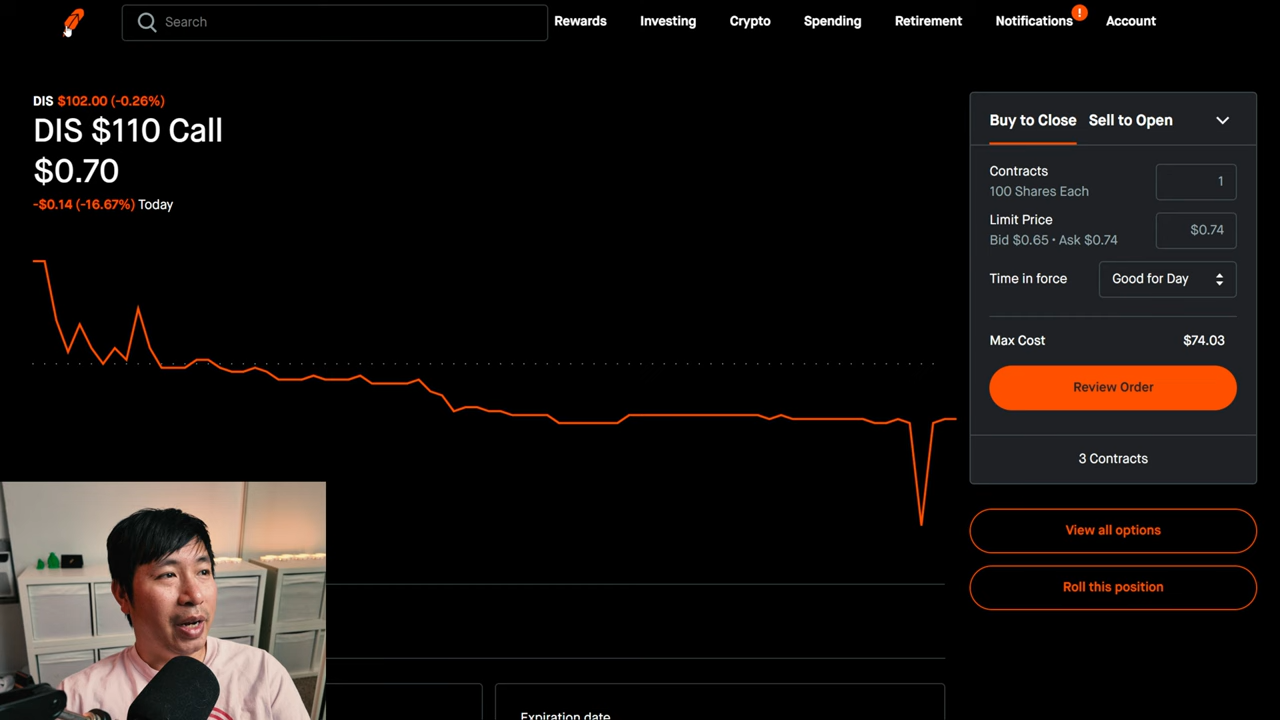 Search
Rewards
Investing
Crypto
Spending
Retirement
Notifications
!
Account
DIS $102.00 (-0.26%)
DIS $110 Call
$0.70
-$0.14 (-16.67%) Today
Buy to Close
Sell to Open
Contracts
1
100 Shares Each
Limit Price
$0.74
Bid $0.65 • Ask $0.74
Time in force
Good for Day
Max Cost
$74.03
Review Order
3 Contracts
View all options
Roll this position
Expiration date